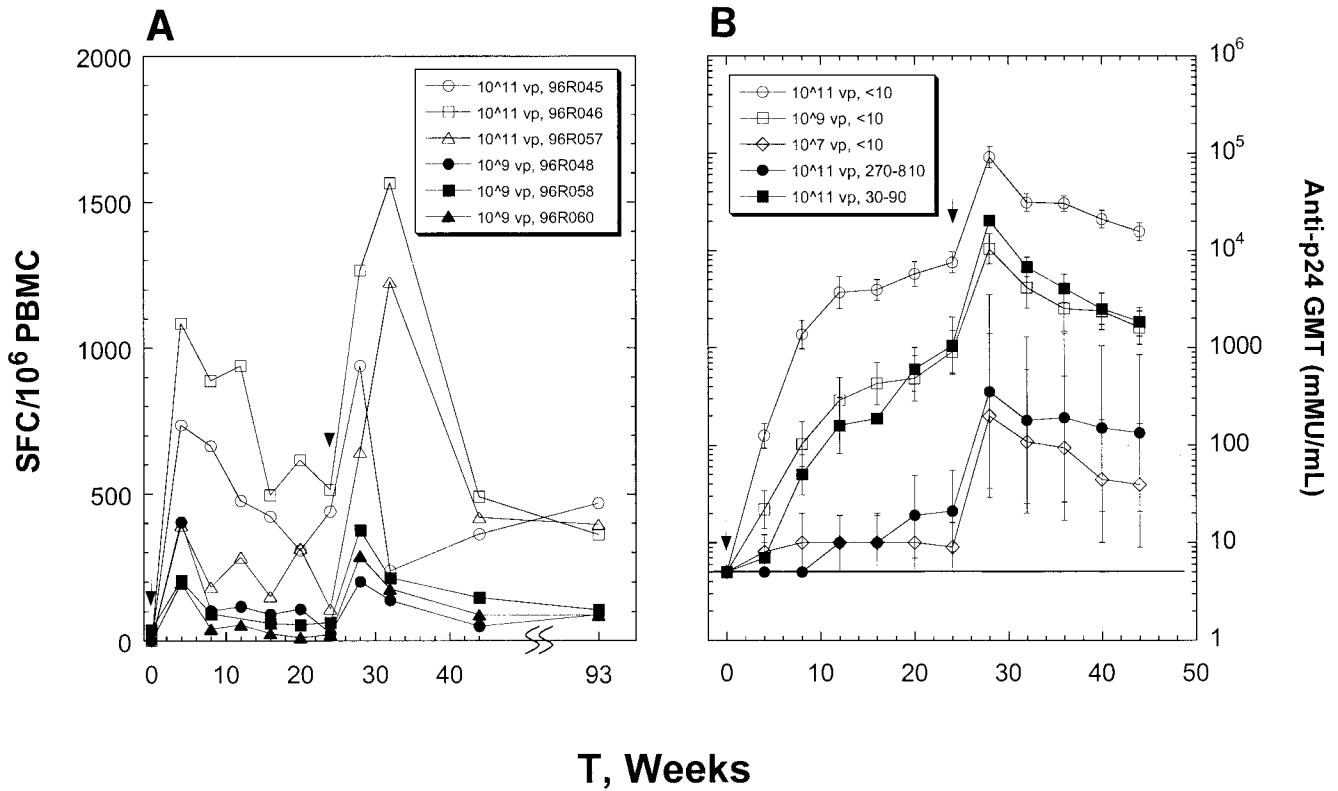 A
SFC/10^6 PBMC
2000
1500
1000
500
0
10^11 vp, 96R045
10^11 vp, 96R046
10^11 vp, 96R057
10^9 vp, 96R048
10^9 vp, 96R058
10^9 vp, 96R060
0
10
20
30
40
93
B
10^11 vp, <10
10^9 vp, <10
10^7 vp, <10
10^11 vp, 270-810
10^11 vp, 30-90
10^6
10^5
10^4
1000
100
10
1
Anti-p24 GMT (mMU/mL)
0
10
20
30
40
50
T, Weeks